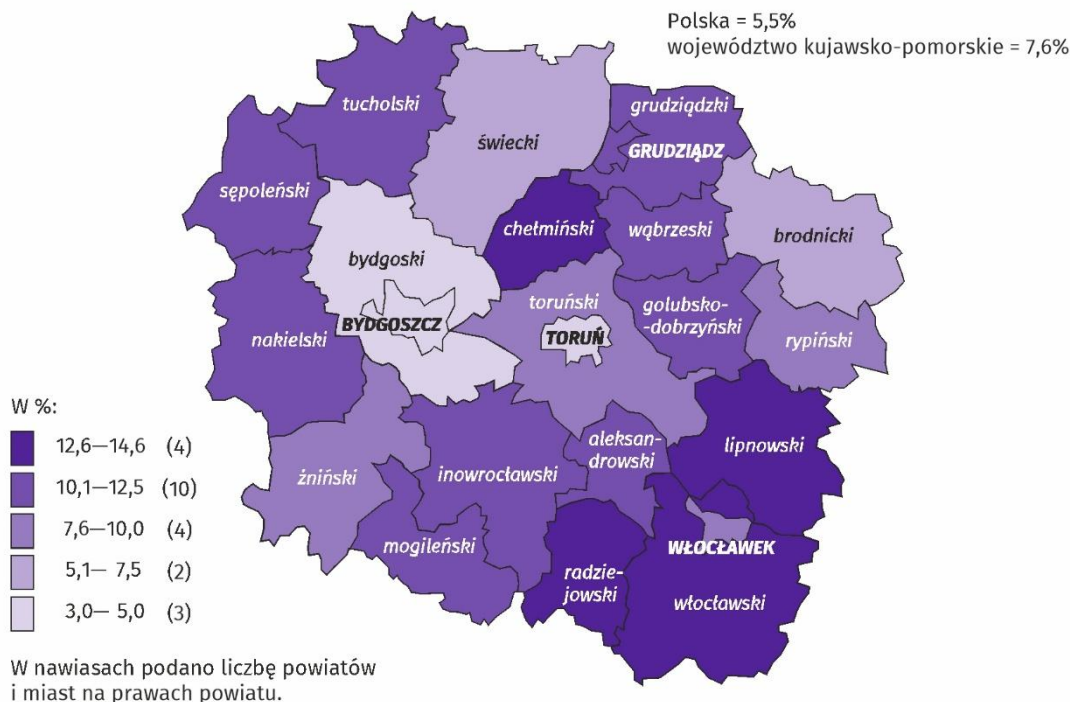 Polska = 5,5%
województwo kujawsko-pomorskie = 7,6%
tucholski
grudziądzki
świecki
GRUDZIĄDZ
sępoleński
chełmiński
wąbrzeski
brodnicki
bydgoski
toruński
golubsko-
-dobrzyński
BYDGOSZCZ
TORUŃ
nakielski
rypiński
W %:
12,6—14,6 (4)
10,1—12,5 (10)
7,6—10,0 (4)
5,1— 7,5 (2)
3,0— 5,0 (3)
aleksan-
drowski
lipnowski
żniński
inowrocławski
mogileński
WŁOCŁAWEK
radzie-
jowski
włocławski
W nawiasach podano liczbę powiatów
i miast na prawach powiatu.